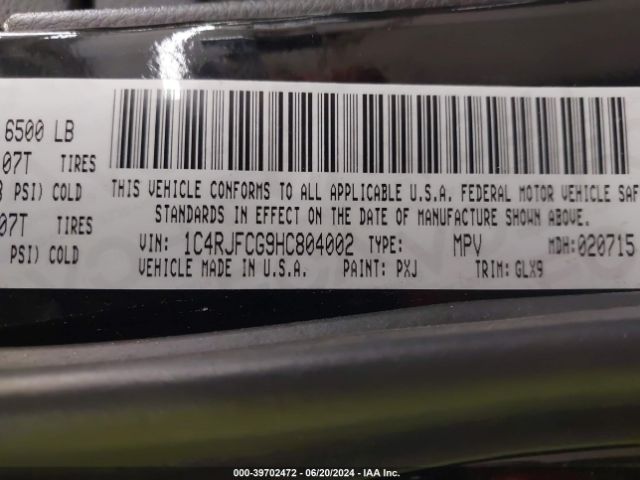 6500 LB
07T TIRES
PSI) COLD
07T TIRES
PSI) COLD
THIS VEHICLE CONFORMS TO ALL APPLICABLE U.S.A. FEDERAL MOTOR VEHICLE SAF
STANDARDS IN EFFECT ON THE DATE OF MANUFACTURE SHOWN ABOVE.
VIN: 1C4RJFCG9HC804002 TYPE: MPV MDH:020715
VEHICLE MADE IN U.S.A. PAINT: PXJ TRIM:GLX9
000-39702472 — 06/20/2024 — IAA Inc.